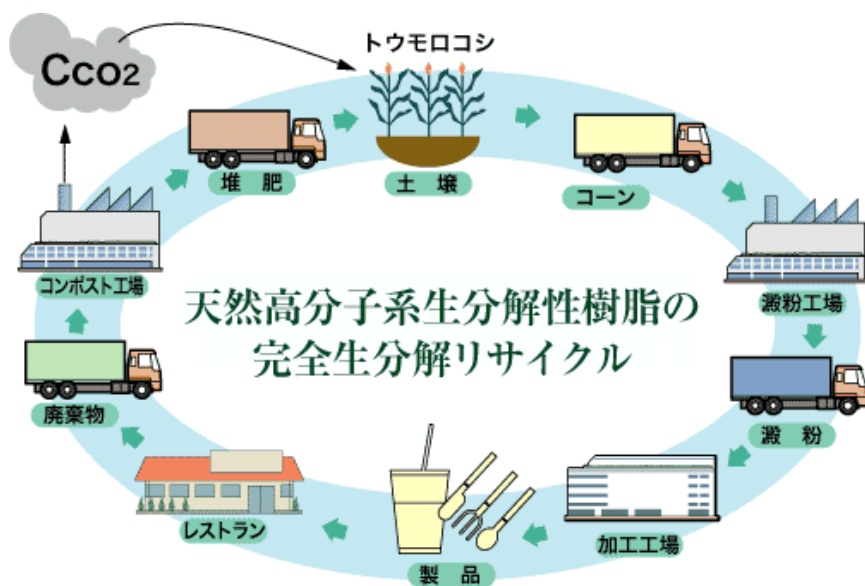 Cco2
トウモロコシ
堆肥
土壌
コーン
コンポスト工場
澱粉工場
天然高分子系生分解性樹脂の
完全生分解リサイクル
廃棄物
澱粉
レストラン
加工工場
製品